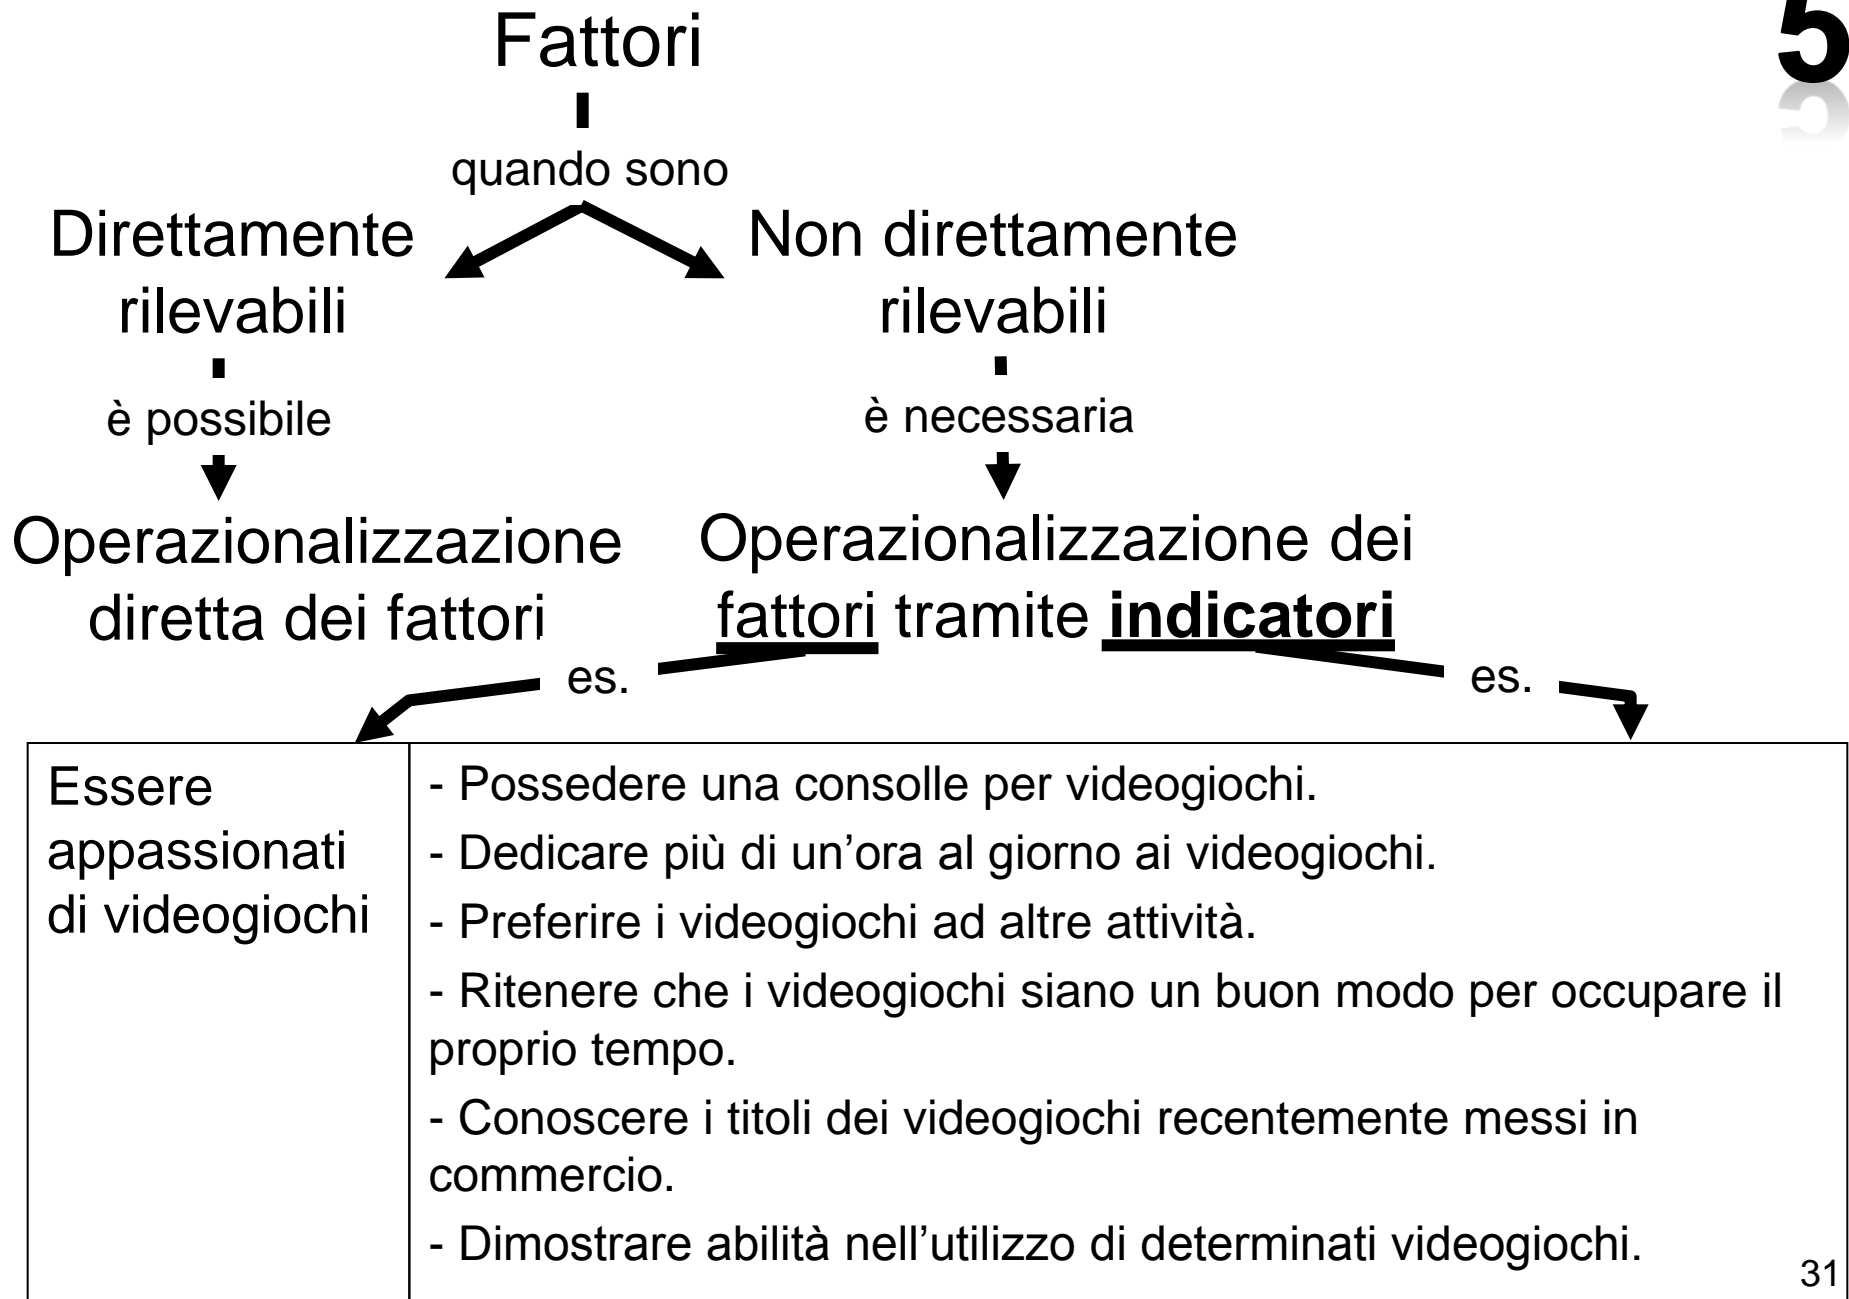 5
Fattori
quando sono
Direttamente
rilevabili
Non direttamente
rilevabili
è possibile
è necessaria
Operazionalizzazione
diretta dei fattori
Operazionalizzazione dei
fattori tramite indicatori
es.
es.
Essere
appassionati
di videogiochi
- Possedere una consolle per videogiochi.
- Dedicare più di un’ora al giorno ai videogiochi.
- Preferire i videogiochi ad altre attività.
- Ritenere che i videogiochi siano un buon modo per occupare il
proprio tempo.
- Conoscere i titoli dei videogiochi recentemente messi in
commercio.
- Dimostrare abilità nell’utilizzo di determinati videogiochi.
31